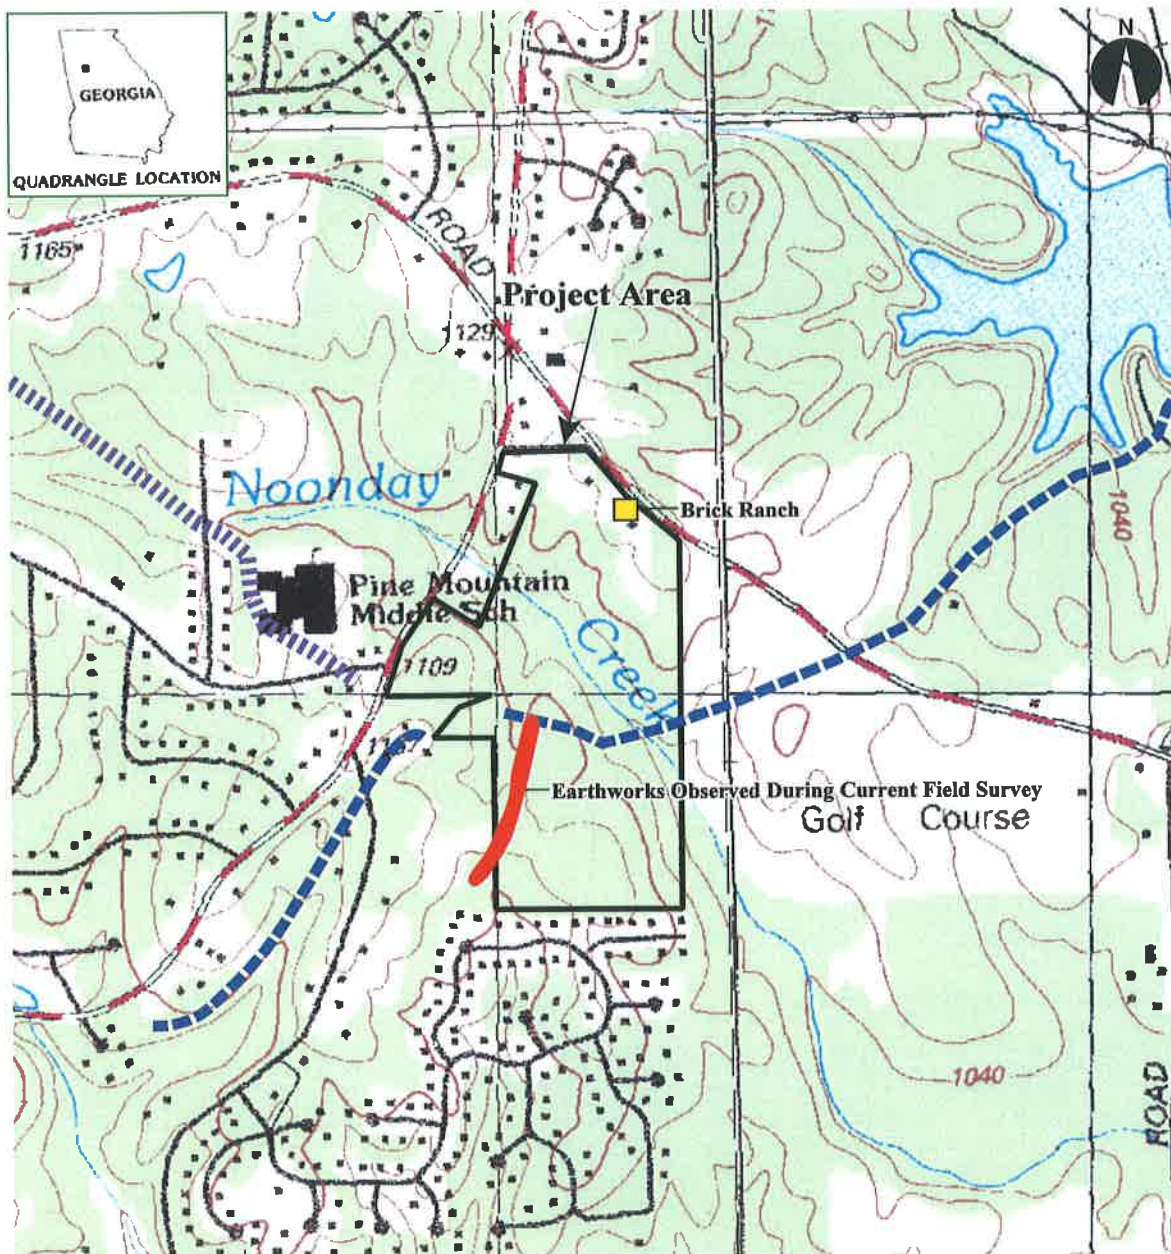 N
GEORGIA
QUADRANGLE LOCATION
1165
ROAD
Project Area
1129
Noonday
Brick Ranch
1040
Pine Mountain
Middle Sch
Creek
1109
Earthworks Observed During Current Field Survey
Golf Course
1040
ROAD